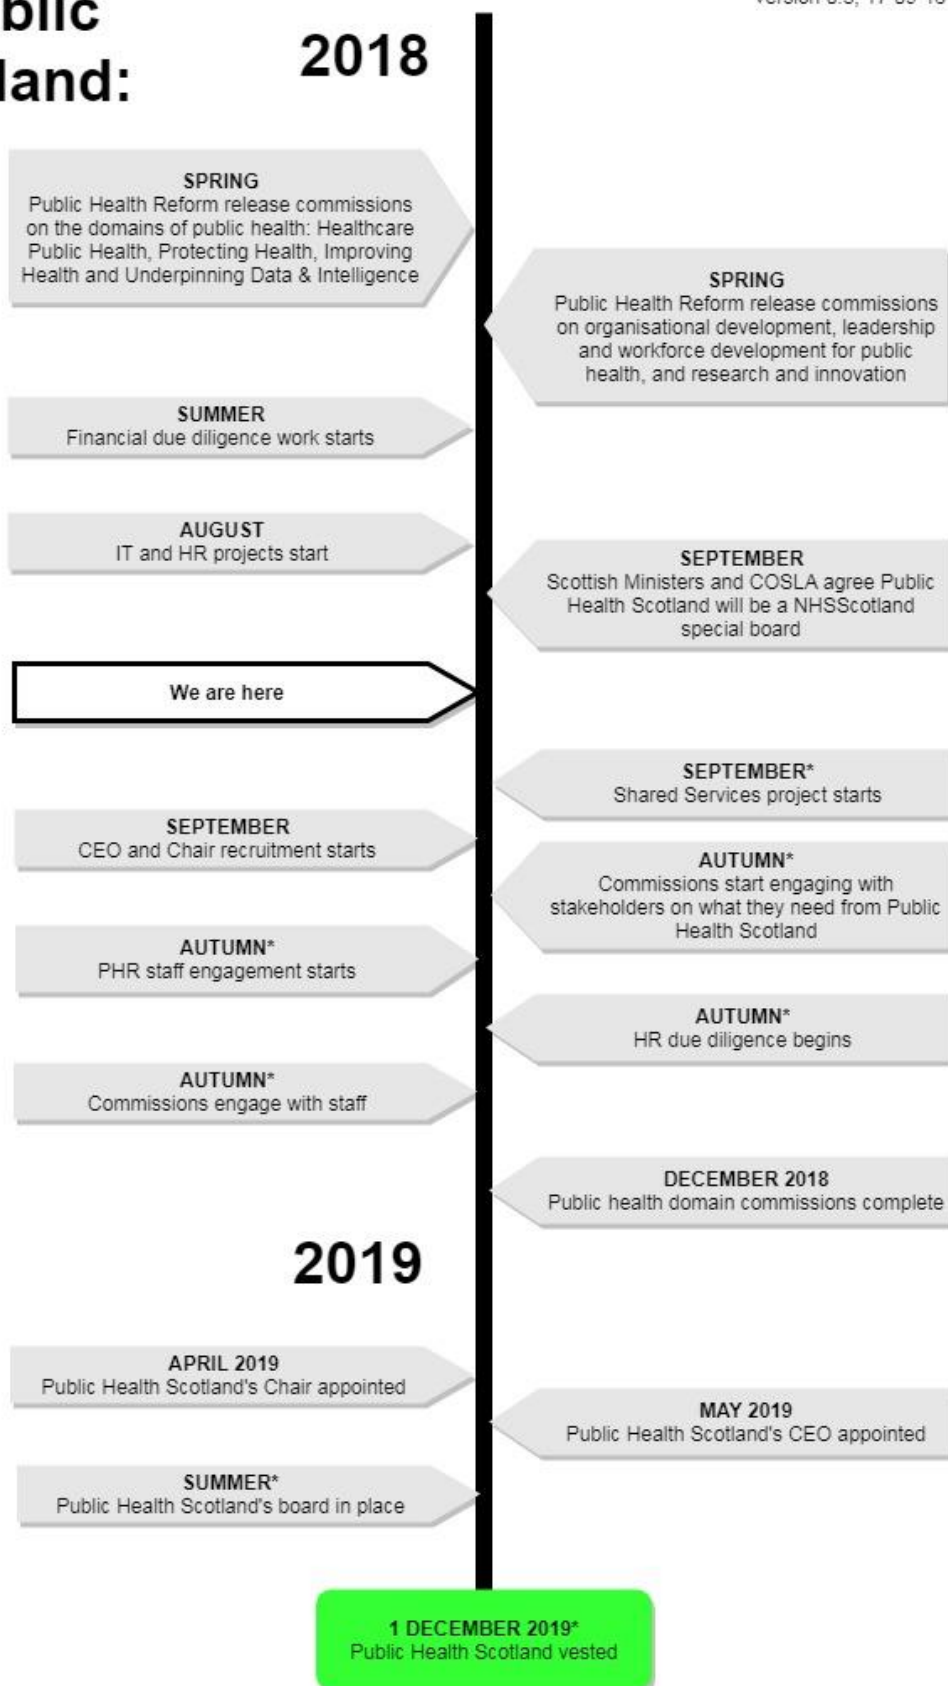 2018
SPRING
Public Health Reform release commissions
on the domains of public health: Healthcare
Public Health, Protecting Health, Improving
Health and Underpinning Data & Intelligence
SPRING
Public Health Reform release commissions
on organisational development, leadership
and workforce development for public
health, and research and innovation
SUMMER
Financial due diligence work starts
AUGUST
IT and HR projects start
SEPTEMBER
Scottish Ministers and COSLA agree Public
Health Scotland will be a NHSScotland
special board
We are here
SEPTEMBER*
Shared Services project starts
SEPTEMBER
CEO and Chair recruitment starts
AUTUMN*
Commissions start engaging with
stakeholders on what they need from Public
Health Scotland
AUTUMN*
PHR staff engagement starts
AUTUMN*
HR due diligence begins
AUTUMN*
Commissions engage with staff
DECEMBER 2018
Public health domain commissions complete
2019
APRIL 2019
Public Health Scotland's Chair appointed
MAY 2019
Public Health Scotland's CEO appointed
SUMMER*
Public Health Scotland's board in place
1 DECEMBER 2019*
Public Health Scotland vested